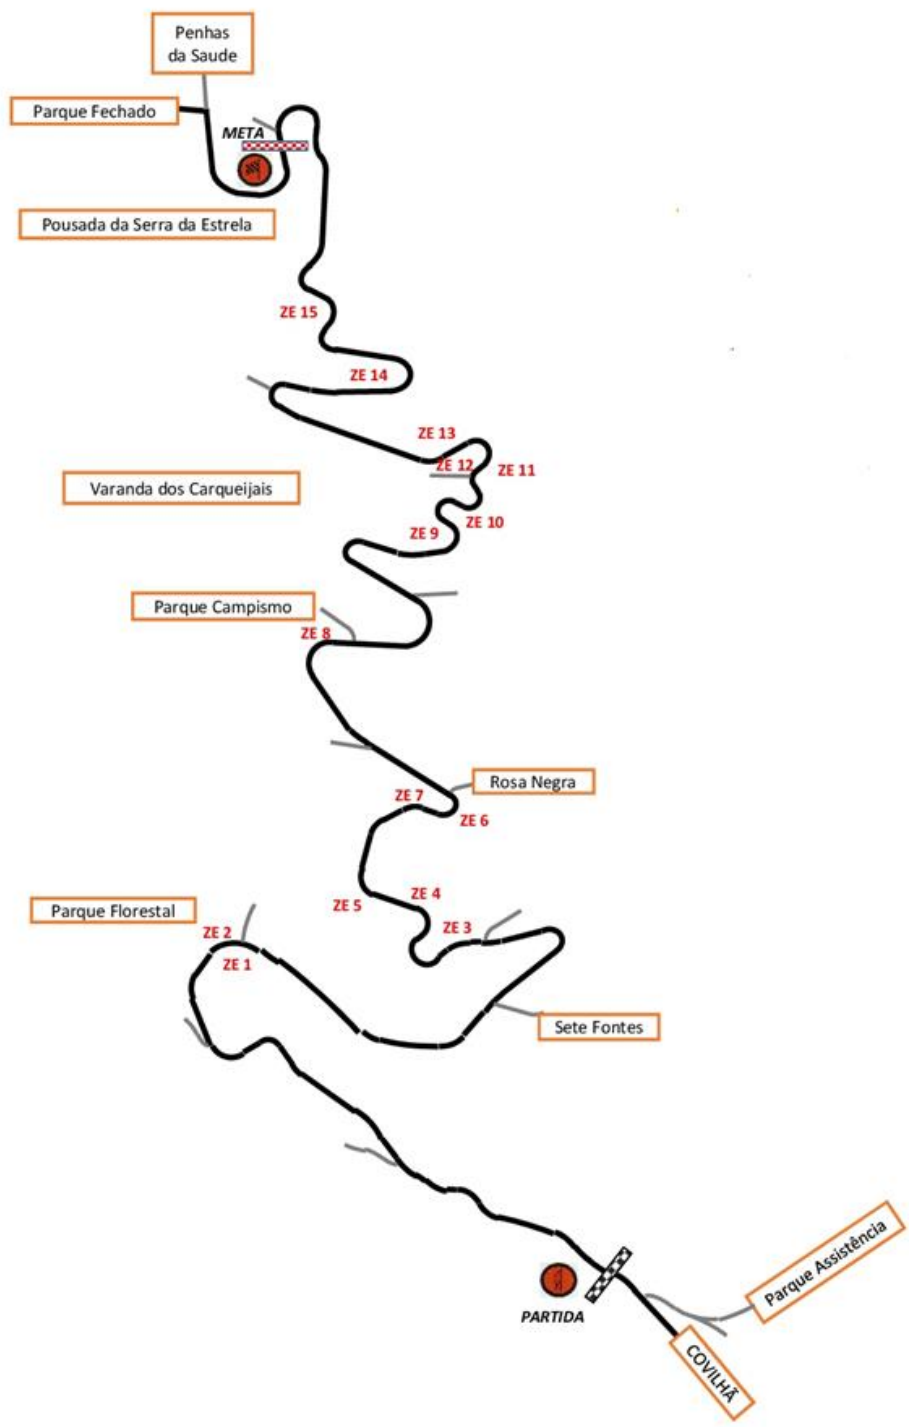 Penhas
da Saude
Parque Fechado
META
Pousada da Serra da Estrela
ZE 15
ZE 14
ZE 13
ZE 12
ZE 11
Varanda dos Carqueijais
ZE 10
ZE 9
Parque Campismo
ZE 8
Rosa Negra
ZE 7
ZE 6
ZE 4
ZE 5
Parque Florestal
ZE 3
ZE 2
ZE 1
Sete Fontes
Parque Assistência
PARTIDA
COVILHÃ